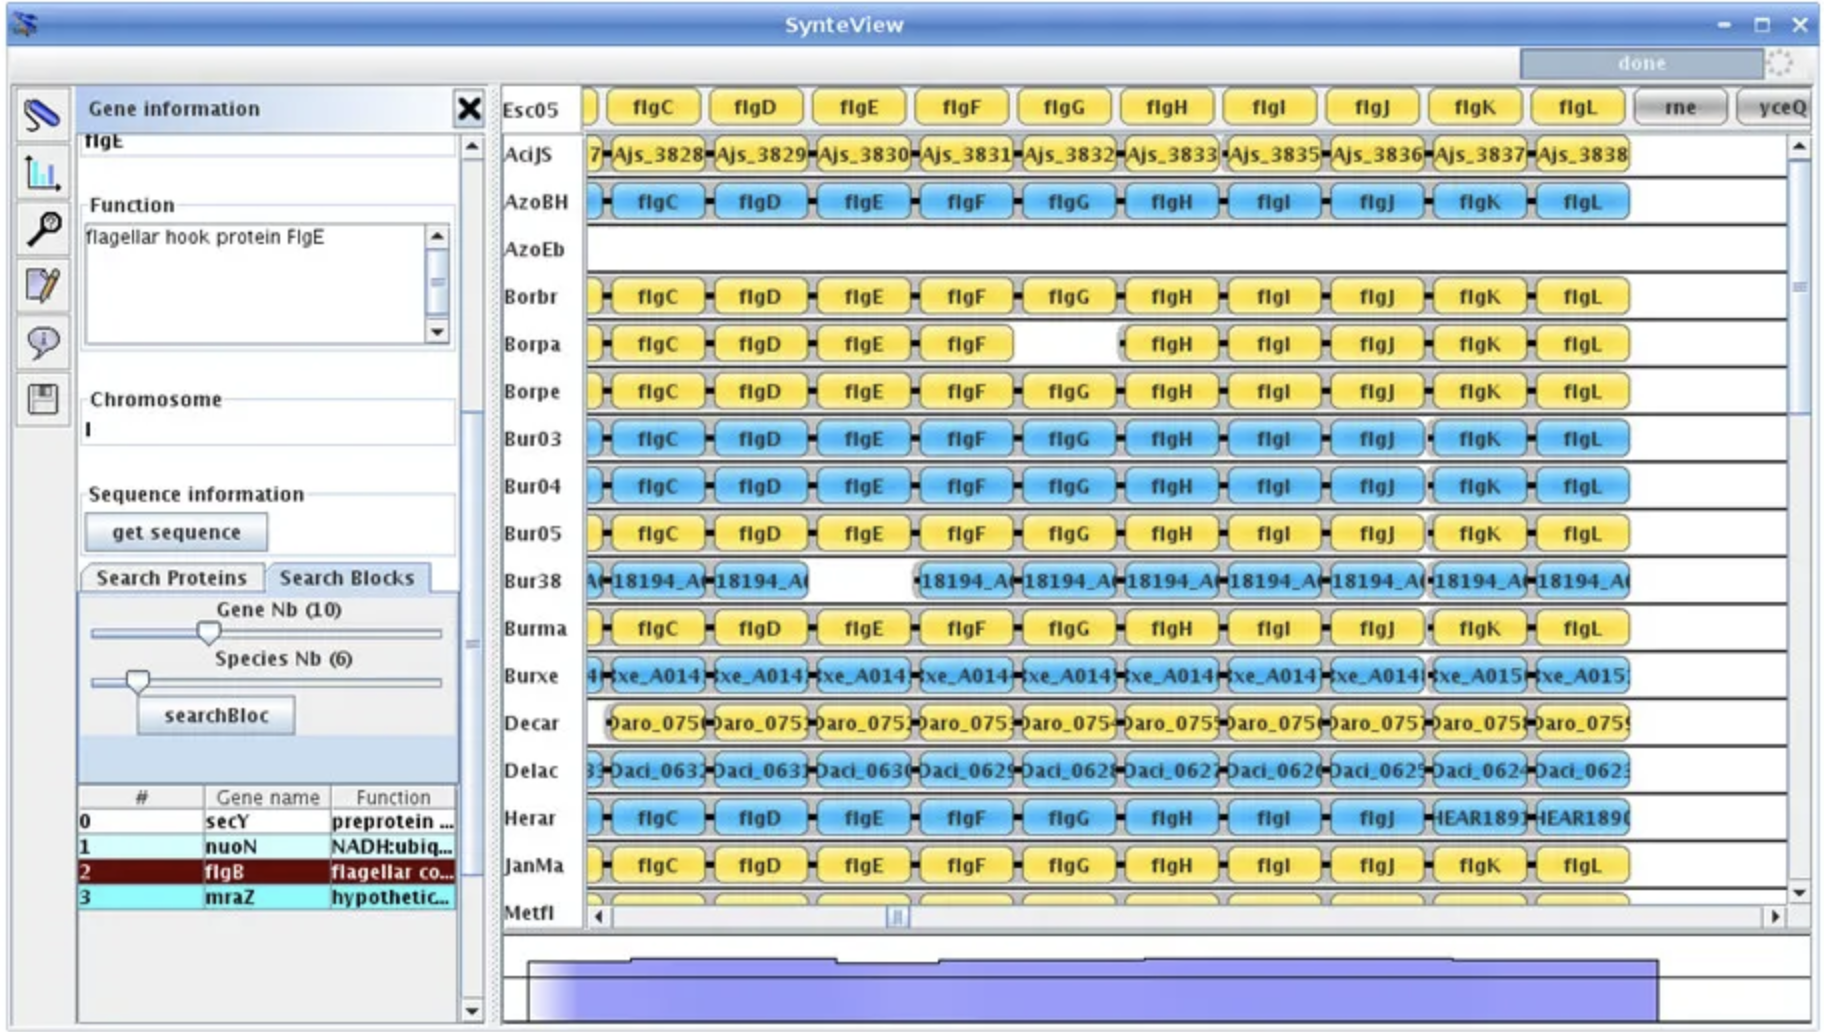 SynteView
done
Gene information
flgE
Function
flagellar hook protein FlgE
Chromosome
I
Sequence information
get sequence
Search Proteins Search Blocks
Gene Nb (10)
Species Nb (6)
searchBloc
# Gene name Function
0 secY preprotein ...
1 nuoN NADH:ubiq...
2 flgB flagellar co...
3 mraZ hypothetic...
Esc05 flgC flgD flgE flgF flgG flgH flgI flgJ flgK flgL rne yceQ
AciJS 7 Ajs_3828 Ajs_3829 Ajs_3830 Ajs_3831 Ajs_3832 Ajs_3833 Ajs_3835 Ajs_3836 Ajs_3837 Ajs_3838
AzoBH flgC flgD flgE flgF flgG flgH flgI flgJ flgK flgL
AzoEb
Borbr flgC flgD flgE flgF flgG flgH flgI flgJ flgK flgL
Borpa flgC flgD flgE flgF flgH flgI flgJ flgK flgL
Borpe flgC flgD flgE flgF flgG flgH flgI flgJ flgK flgL
Bur03 flgC flgD flgE flgF flgG flgH flgI flgJ flgK flgL
Bur04 flgC flgD flgE flgF flgG flgH flgI flgJ flgK flgL
Bur05 flgC flgD flgE flgF flgG flgH flgI flgJ flgK flgL
Bur38 18194_A 18194_A 18194_A 18194_A 18194_A 18194_A 18194_A 18194_A 18194_A
Burma flgC flgD flgE flgF flgG flgH flgI flgJ flgK flgL
Burxe xe_A014 xe_A014 xe_A014 xe_A014 xe_A014 xe_A014 xe_A014 xe_A014 xe_A015 xe_A015
Decar Daro_075 Daro_075 Daro_075 Daro_075 Daro_075 Daro_075 Daro_075 Daro_075 Daro_075 Daro_075
Delac Daci_063 Daci_063 Daci_063 Daci_062 Daci_062 Daci_062 Daci_062 Daci_062 Daci_062 Daci_062
Herar flgC flgD flgE flgF flgG flgH flgI flgJ HEAR189 HEAR189
JanMa flgC flgD flgE flgF flgG flgH flgI flgJ flgK flgL
Metfl